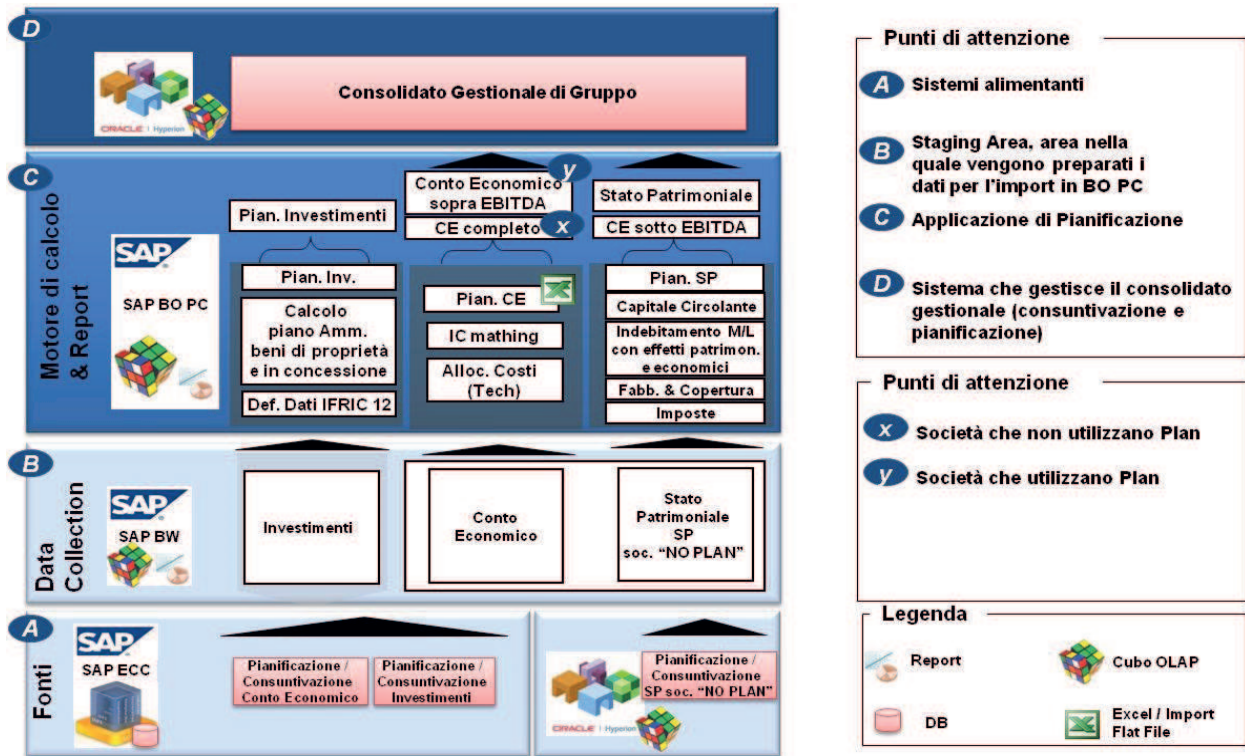 D
ORACLE | Hyperion
Consolidato Gestionale di Gruppo
C
Motore di calcolo
& Report
SAP
SAP BO PC
Pian. Investimenti
Pian. Inv.
Calcolo
piano Amm.
beni di proprietà
e in concessione
Def. Dati IFRIC 12
y
Conto Economico
sopra EBITDA
CE completo
x
Pian. CE
IC mathing
Alloc. Costi
(Tech)
Stato Patrimoniale
CE sotto EBITDA
Pian. SP
Capitale Circolante
Indebitamento M/L
con effetti patrimon.
e economici
Fabb. & Copertura
Imposte
B
Data
Collection
SAP
SAP BW
Investimenti
Conto
Economico
Stato
Patrimoniale
SP
soc. “NO PLAN”
A
Fonti
SAP
SAP ECC
Pianificazione /
Consuntivazione
Conto Economico
Pianificazione /
Consuntivazione
Investimenti
ORACLE | Hyperion
Pianificazione /
Consuntivazione
SP soc. “NO PLAN”
Punti di attenzione
A Sistemi alimentanti
B Staging Area, area nella
quale vengono preparati i
dati per l'import in BO PC
C Applicazione di Pianificazione
D Sistema che gestisce il consolidato
gestionale (consuntivazione e
pianificazione)
Punti di attenzione
x Società che non utilizzano Plan
y Società che utilizzano Plan
Legenda
Report
Cubo OLAP
DB
Excel / Import
Flat File